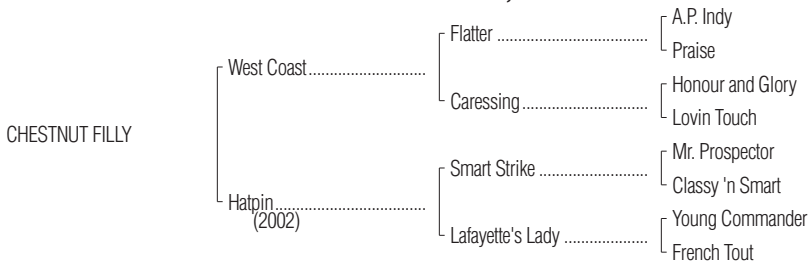 A.P. Indy
Flatter
Praise
West Coast
Honour and Glory
Caressing
Lovin Touch
CHESTNUT FILLY
Mr. Prospector
Smart Strike
Classy 'n Smart
Hatpin
(2002)
Young Commander
Lafayette's Lady
French Tout